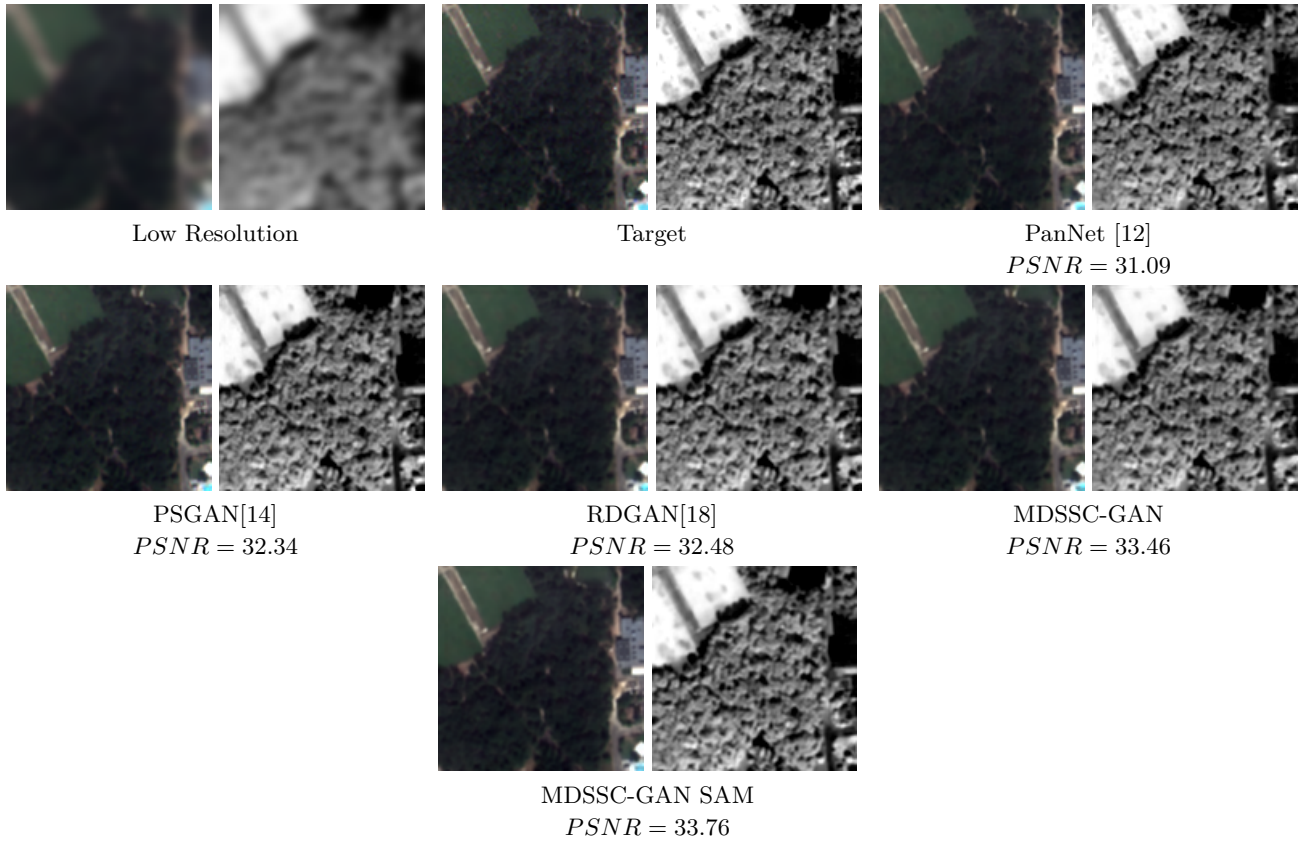 Low Resolution
Target
PanNet [12]
PSNR = 31.09
PSGAN[14]
PSNR = 32.34
RDGAN[18]
PSNR = 32.48
MDSSC-GAN
PSNR = 33.46
MDSSC-GAN SAM
PSNR = 33.76